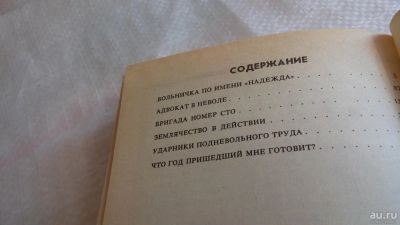 СОДЕРЖАНИЕ
ВОЛЬНИЧКА ПО ИМЕНИ «НАДЕЖДА»
АДВОКАТ В НЕВОЛЕ
БРИГАДА НОМЕР СТО
ЗЕМЛЯЧЕСТВО В ДЕЙСТВИИ
УДАРНИКИ ПОДНЕВОЛЬНОГО ТРУДА
ЧТО ГОД ПРИШЕДШИЙ МНЕ ГОТОВИТ?
au.ru